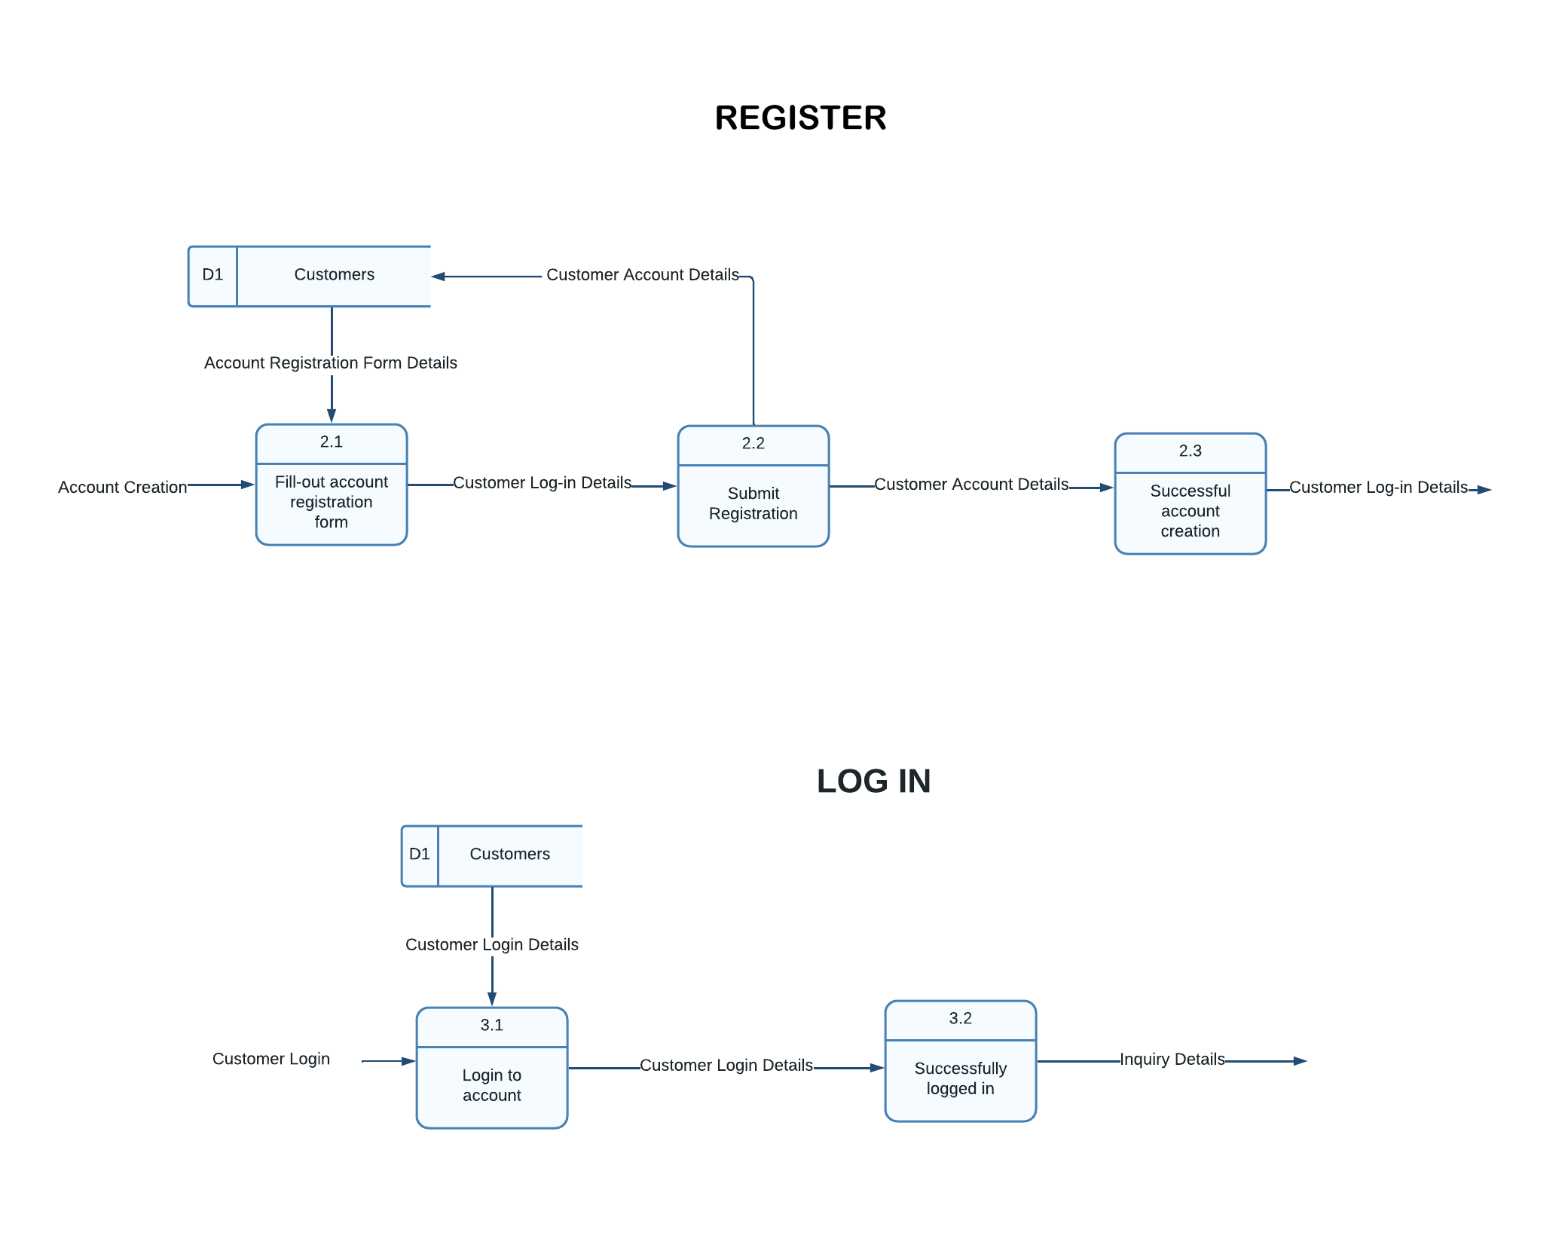 REGISTER
D1
Customers
Customer Account Details
Account Registration Form Details
Account Creation
2.1
Fill-out account
registration
form
Customer Log-in Details
2.2
Submit
Registration
Customer Account Details
2.3
Successful
account
creation
Customer Log-in Details
LOG IN
D1
Customers
Customer Login Details
Customer Login
3.1
Login to
account
Customer Login Details
3.2
Successfully
logged in
Inquiry Details